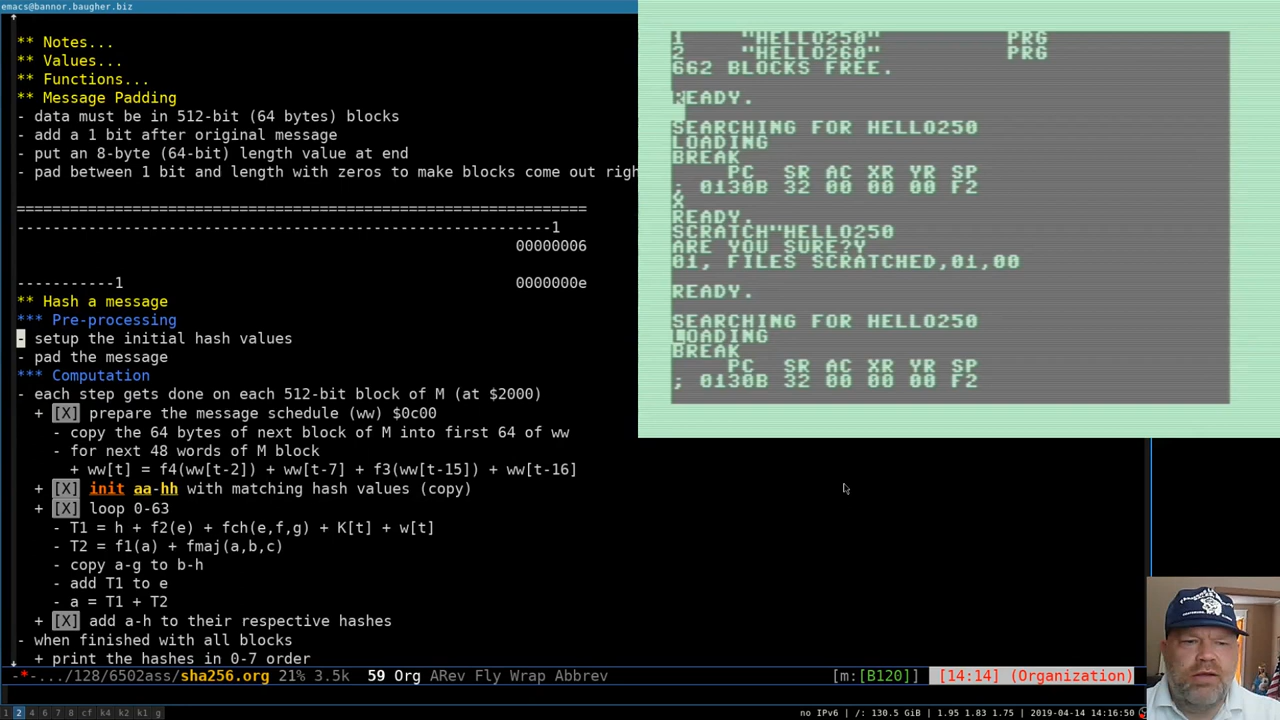 emacs@bannor.baugher.biz
** Notes...
** Values...
** Functions...
** Message Padding
- data must be in 512-bit (64 bytes) blocks
- add a 1 bit after original message
- put an 8-byte (64-bit) length value at end
- pad between 1 bit and length with zeros to make blocks come out righ
================================================================
-------------------------------------------------------------1
00000006
-----------1 0000000e
** Hash a message
*** Pre-processing
- setup the initial hash values
- pad the message
*** Computation
- each step gets done on each 512-bit block of M (at $2000)
+ [X] prepare the message schedule (ww) $0c00
- copy the 64 bytes of next block of M into first 64 of ww
- for next 48 words of M block
+ ww[t] = f4(ww[t-2]) + ww[t-7] + f3(ww[t-15]) + ww[t-16]
+ [X] init aa-hh with matching hash values (copy)
+ [X] loop 0-63
- T1 = h + f2(e) + fch(e,f,g) + K[t] + w[t]
- T2 = f1(a) + fmaj(a,b,c)
- copy a-g to b-h
- add T1 to e
- a = T1 + T2
+ [X] add a-h to their respective hashes
- when finished with all blocks
+ print the hashes in 0-7 order
-*-.../128/6502ass/sha256.org 21% 3.5k 59 Org ARev Fly Wrap Abbrev [m:[B120]] [14:14] (Organization)
1 2 3 4 5 6 7 8 cf k4 k2 k1 g no IPv6 | /: 130.5 GiB | 1.95 1.83 1.75 | 2019-04-14 14:16:50
1 "HELLO250" PRG
2 "HELLO260" PRG
662 BLOCKS FREE.
READY.
SEARCHING FOR HELLO250
LOADING
BREAK
PC SR AC XR YR SP
; 0130B 32 00 00 00 F2
X
READY.
SCRATCH"HELLO250
ARE YOU SURE?Y
01, FILES SCRATCHED,01,00
READY.
SEARCHING FOR HELLO250
LOADING
BREAK
PC SR AC XR YR SP
; 0130B 32 00 00 00 F2